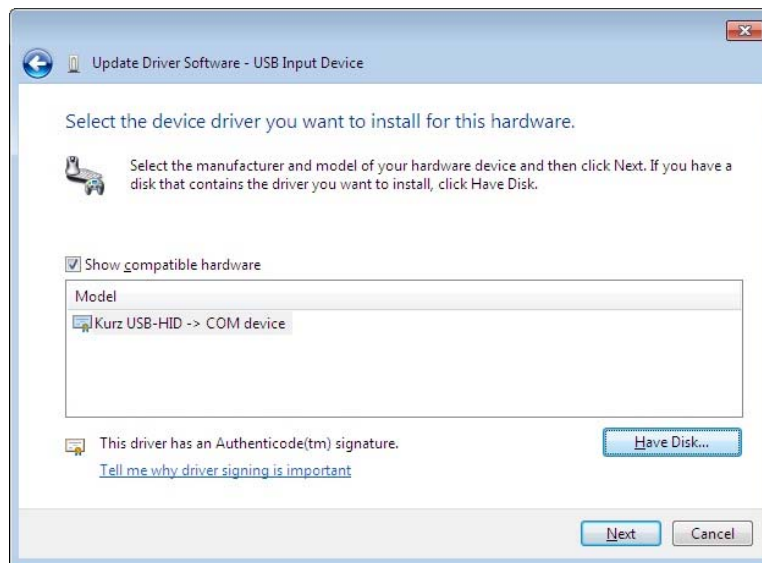 Update Driver Software - USB Input Device
Select the device driver you want to install for this hardware.
Select the manufacturer and model of your hardware device and then click Next. If you have a
disk that contains the driver you want to install, click Have Disk.
Show compatible hardware
Model
Kurz USB-HID -> COM device
This driver has an Authenticode(tm) signature.
Have Disk...
Tell me why driver signing is important
Next
Cancel